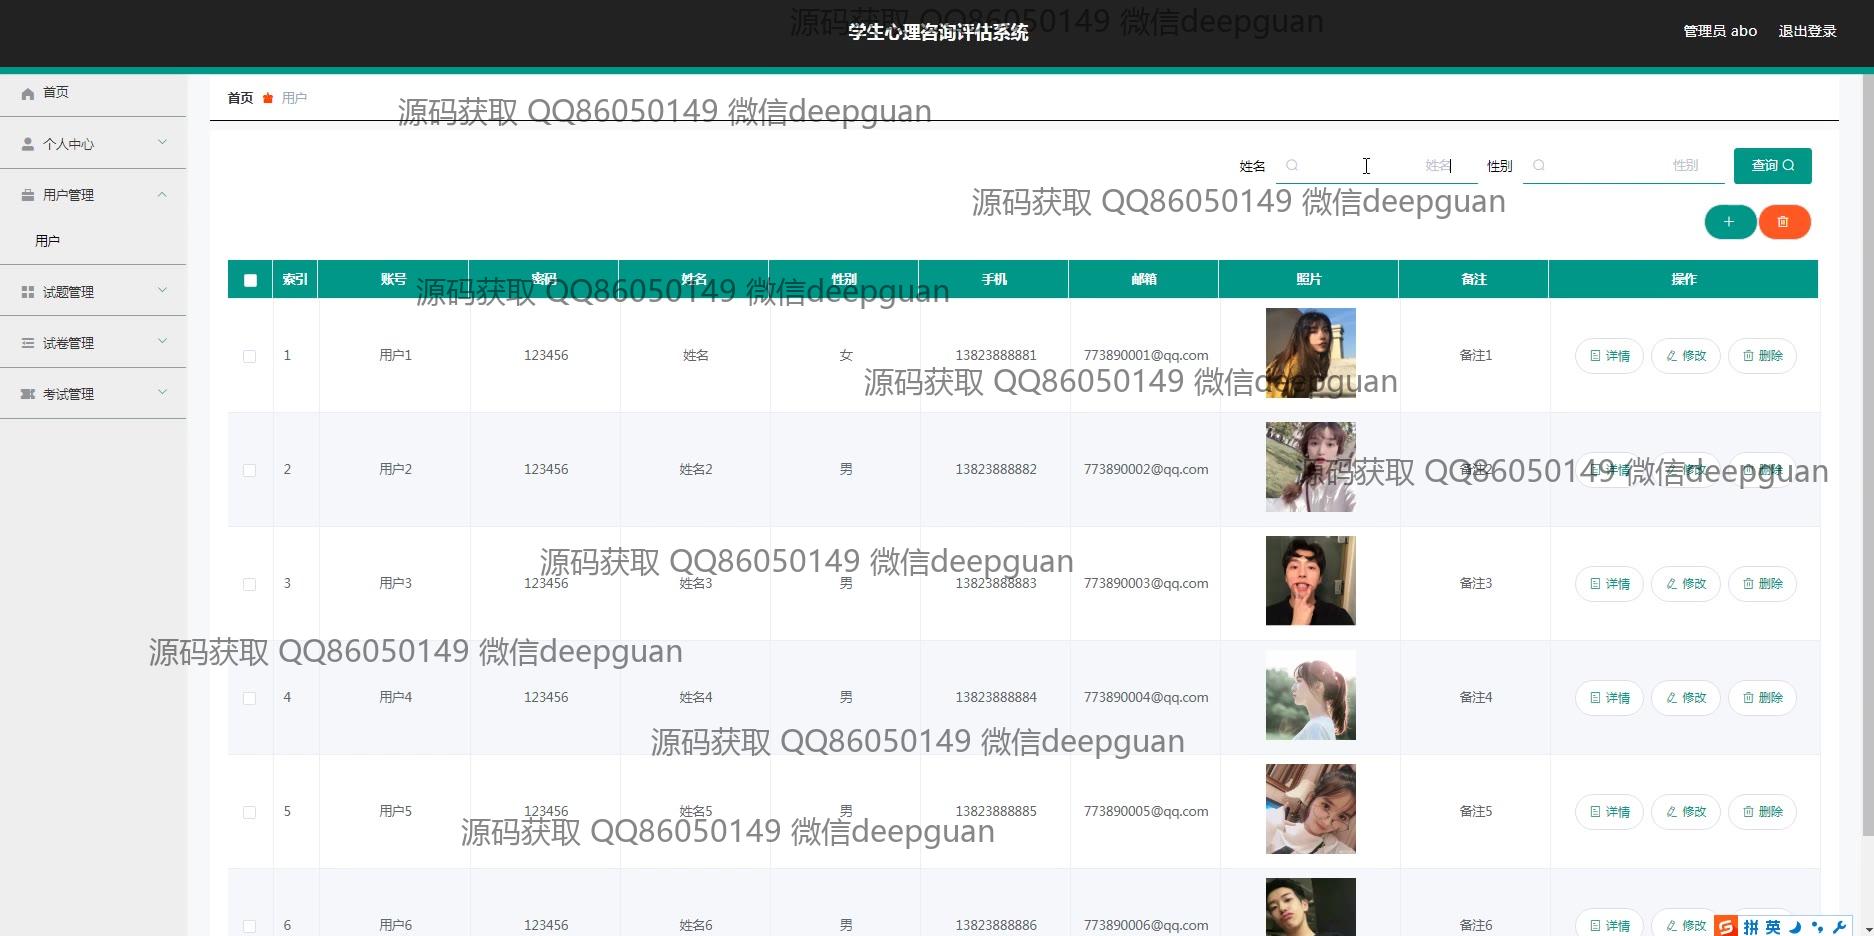 源码获取 QQ86050149 微信deepguan
学生心理咨询评估系统
管理员 abo 退出登录
首页
个人中心
用户管理
用户
试题管理
试卷管理
考试管理
首页 用户
源码获取 QQ86050149 微信deepguan
姓名 姓名 性别 性别 查询
源码获取 QQ86050149 微信deepguan
索引 账号 密码 姓名 性别 手机 邮箱 照片 备注 操作
源码获取 QQ86050149 微信deepguan
1 用户1 123456 姓名 女 13823888881 773890001@qq.com 备注1 详情 修改 删除
源码获取 QQ86050149 微信deepguan
2 用户2 123456 姓名2 男 13823888882 773890002@qq.com 备注2 详情 修改 删除
源码获取 QQ86050149 微信deepguan
源码获取 QQ86050149 微信deepguan
3 用户3 123456 姓名3 男 13823888883 773890003@qq.com 备注3 详情 修改 删除
源码获取 QQ86050149 微信deepguan
4 用户4 123456 姓名4 男 13823888884 773890004@qq.com 备注4 详情 修改 删除
源码获取 QQ86050149 微信deepguan
5 用户5 123456 姓名5 男 13823888885 773890005@qq.com 备注5 详情 修改 删除
源码获取 QQ86050149 微信deepguan
6 用户6 123456 姓名6 男 13823888886 773890006@qq.com 备注6 详情 修改
拼 英